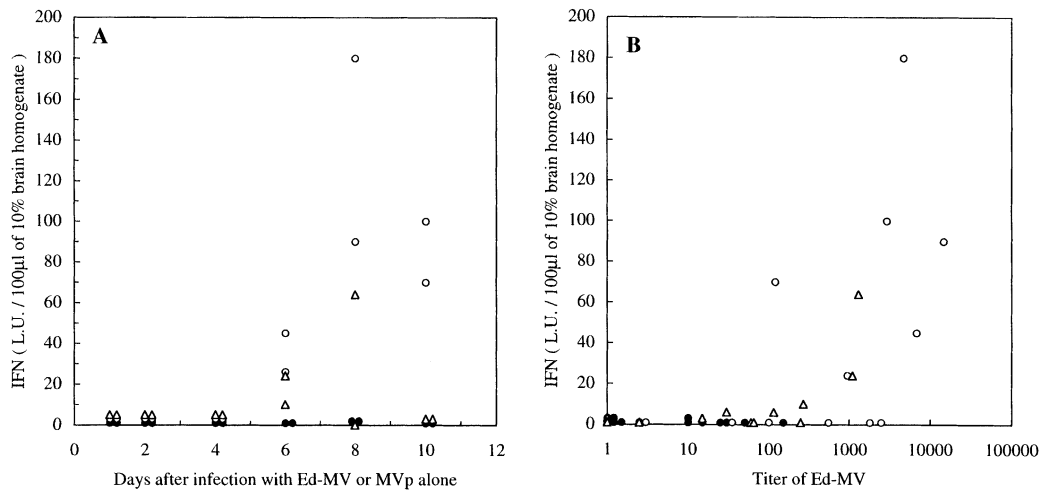 A
IFN ( L.U. / 100µl of 10% brain homogenate )
200
180
160
140
120
100
80
60
40
20
0
0 2 4 6 8 10 12
Days after infection with Ed-MV or MVp alone
B
IFN ( L.U. / 100µl of 10% brain homogenate )
200
180
160
140
120
100
80
60
40
20
0
1 10 100 1000 10000 100000
Titer of Ed-MV